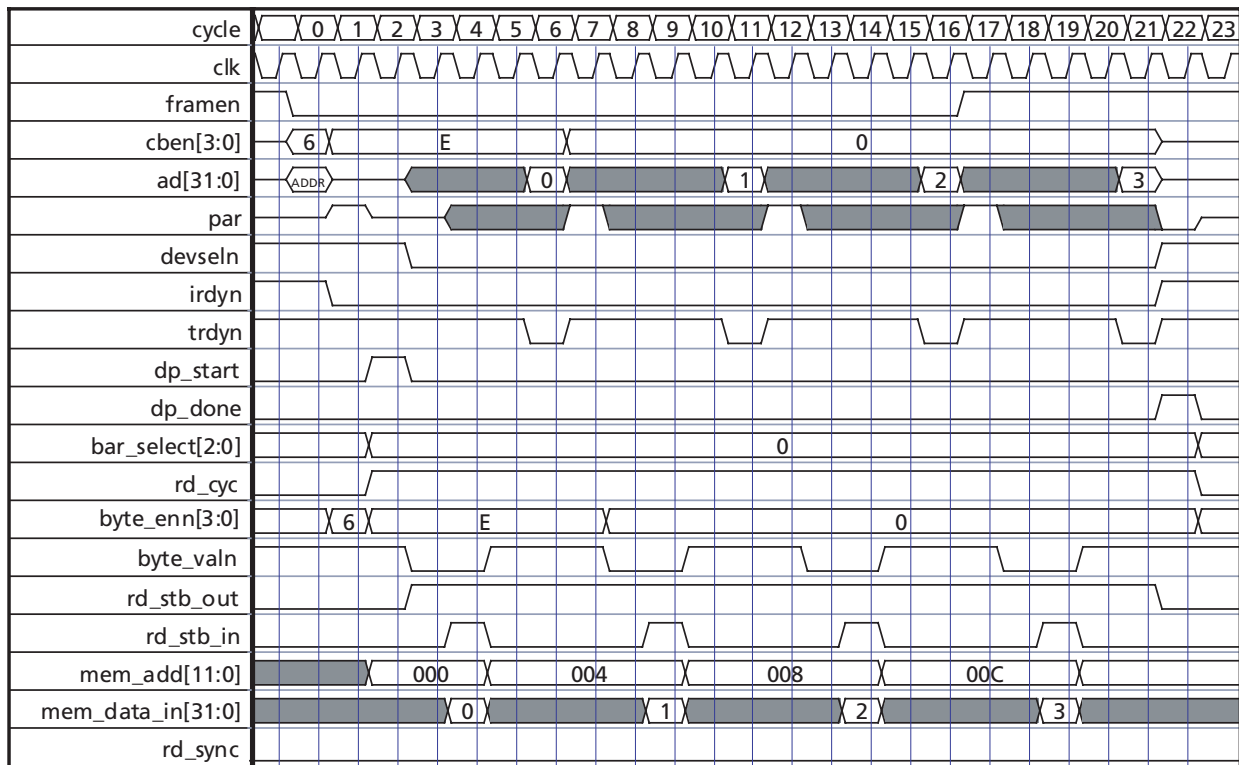 cycle 0 1 2 3 4 5 6 7 8 9 10 11 12 13 14 15 16 17 18 19 20 21 22 23
clk
framen
cben[3:0] 6 E 0
ad[31:0] ADDR 0 1 2 3
par
devseln
irdyn
trdyn
dp_start
dp_done
bar_select[2:0] 0
rd_cyc
byte_enn[3:0] 6 E 0
byte_valn
rd_stb_out
rd_stb_in
mem_add[11:0] 000 004 008 00C
mem_data_in[31:0] 0 1 2 3
rd_sync